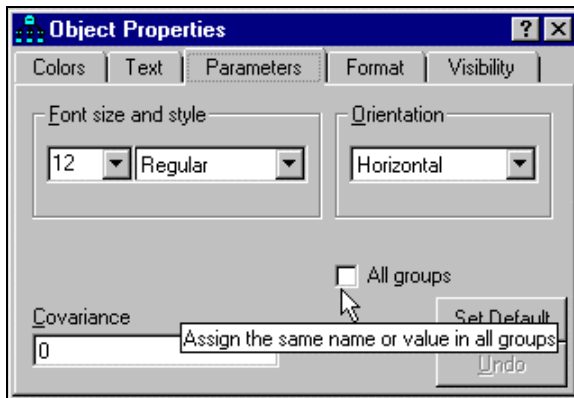 Object Properties
Colors Text Parameters Format Visibility
Font size and style Orientation
12 Regular Horizontal
All groups
Covariance Set Default
Assign the same name or value in all groups
0 Undo